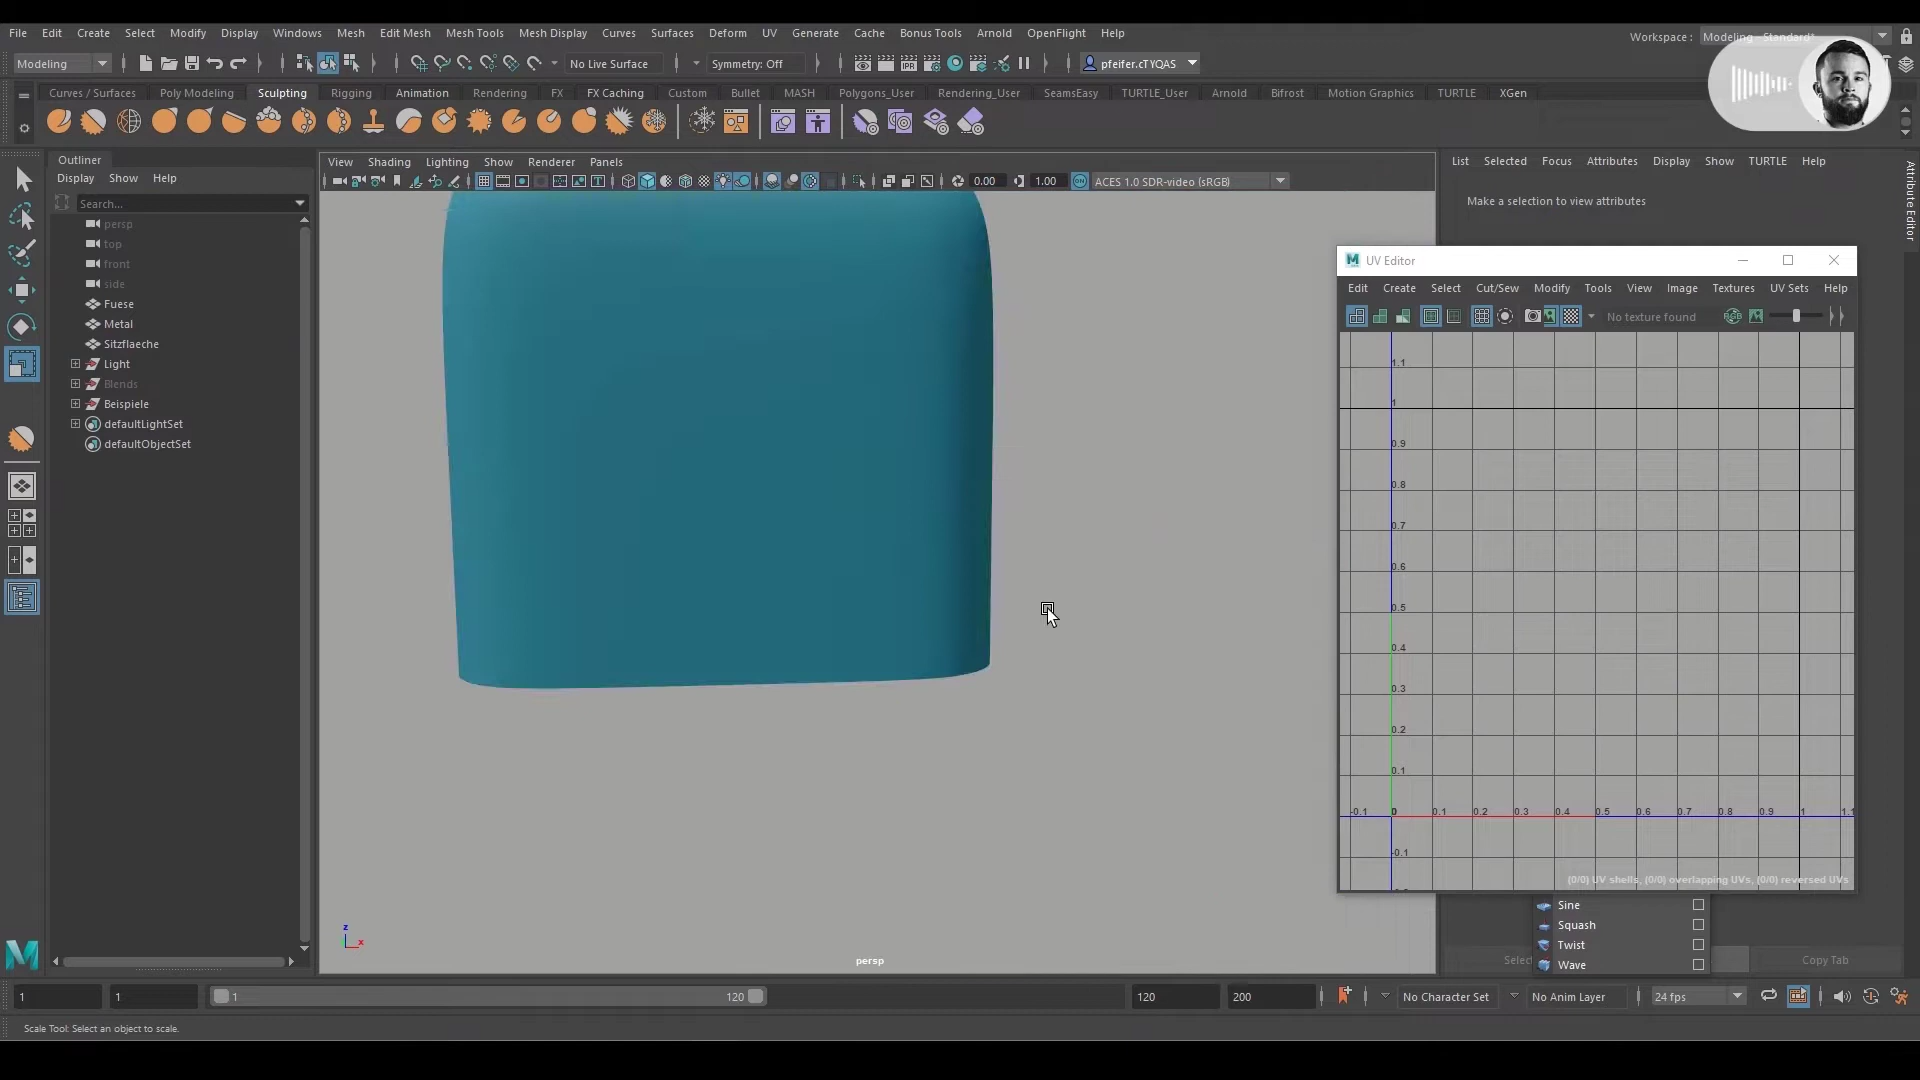 File Edit Create Select Modify Display Windows Mesh Edit Mesh Mesh Tools Mesh Display Curves Surfaces Deform UV Generate Cache Bonus Tools Arnold OpenFlight Help
Workspace : Modeling - Standard*
Modeling No Live Surface Symmetry: Off pfeifer.cTYQAS
Curves / Surfaces Poly Modeling Sculpting Rigging Animation Rendering FX FX Caching Custom Bullet MASH Polygons_User Rendering_User SeamsEasy TURTLE_User Arnold Bifrost Motion Graphics TURTLE XGen
IPR
Outliner
Display Show Help
Search...
persp
top
front
side
Fuese
Metal
Sitzflaeche
Light
Blends
Beispiele
defaultLightSet
defaultObjectSet
View Shading Lighting Show Renderer Panels
0.00 1.00 ON ACES 1.0 SDR-video (sRGB)
z
x
persp
List Selected Focus Attributes Display Show TURTLE Help
Make a selection to view attributes
Attribute Editor
M UV Editor
Edit Create Select Cut/Sew Modify Tools View Image Textures UV Sets Help
No texture found RGB
1.1
1
0.9
0.8
0.7
0.6
0.5
0.4
0.3
0.2
0.1
-0.1 0 0.1 0.2 0.3 0.4 0.5 0.6 0.7 0.8 0.9 1 1.1
-0.1
(0/0) UV shells, (0/0) overlapping UVs, (0/0) reversed UVs
Sine
Squash
Twist
Wave
Select Copy Tab
M
1 1 1 120 120 200 No Character Set No Anim Layer 24 fps
Scale Tool: Select an object to scale.